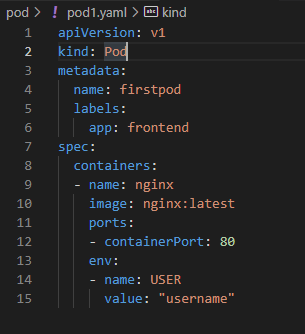 pod > ! pod1.yaml > abc kind
1 apiVersion: v1
2 kind: Pod
3 metadata:
4   name: firstpod
5   labels:
6     app: frontend
7 spec:
8   containers:
9   - name: nginx
10     image: nginx:latest
11     ports:
12     - containerPort: 80
13     env:
14     - name: USER
15       value: "username"